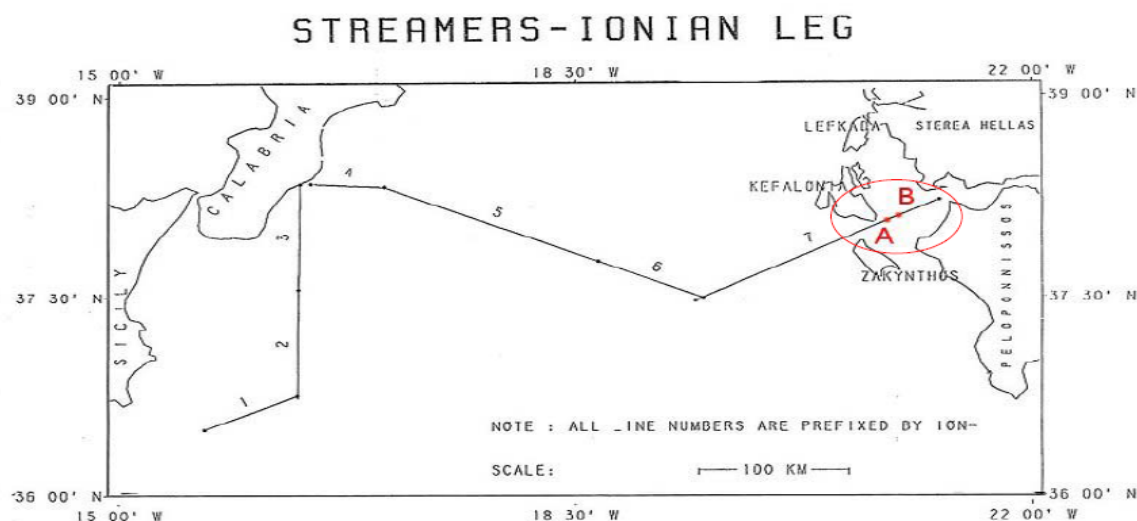 STREAMERS-IONIAN LEG
15 00' W 18 30' W 22 00' W
39 00' N 39 00' N
CALABRIA
LEFKADA STEREA HELLAS
KEFALONIA
4
B
5
A
3
7
6
ZAKYNTHOS
PELOPONNISSOS
SICILY
37 30' N 37 30' N
2
1
NOTE : ALL _INE NUMBERS ARE PREFIXED BY ION-
SCALE: 100 KM
36 00' N 36 00' N
15 00' W 18 30' W 22 00' W